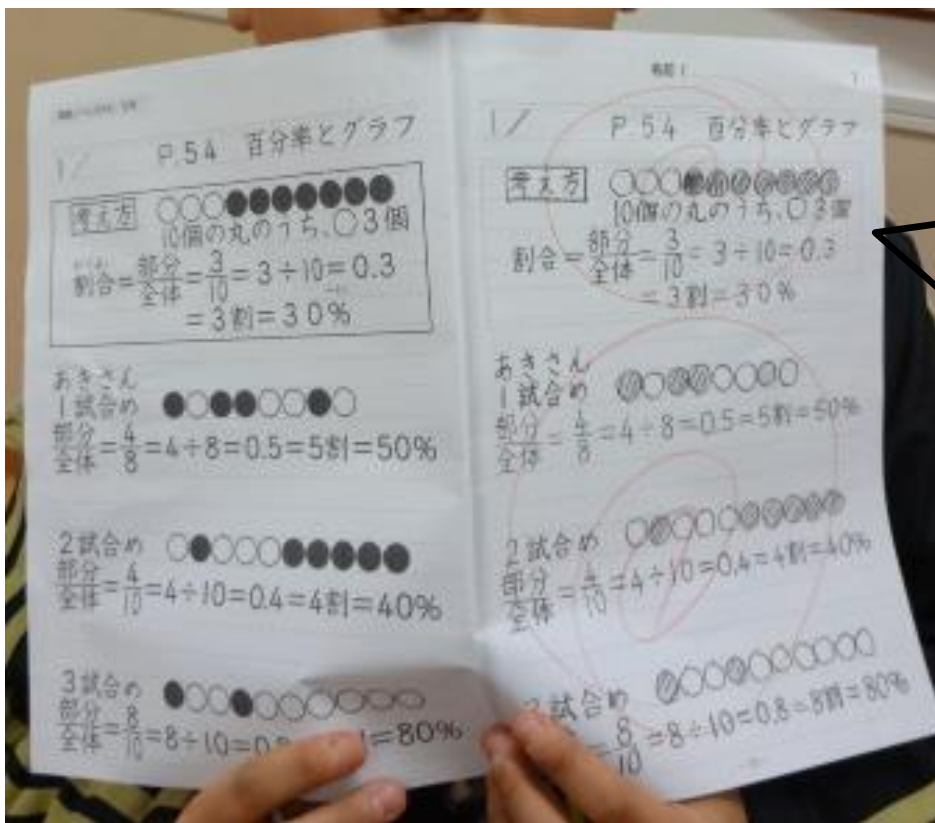 1/ P.54 百分率とグラフ
考え方 ○○○●●●●●●●
10個の丸のうち、○3個
割合=部分/全体=3/10=3÷10=0.3
=3割=30%
あきさん
1試合め ●○●●○○●○
部分/全体=4/8=4÷8=0.5=5割=50%
2試合め ○●○○○●●●●●
部分/全体=4/10=4÷10=0.4=4割=40%
3試合め ●○○●○○○○○○
部分/全体=8/10=8÷10=0. =80%
1/ P.54 百分率とグラフ
考え方 ○○○●●●●●●●
10個の丸のうち、○3個
割合=部分/全体=3/10=3÷10=0.3
=3割=30%
あきさん
1試合め ●○●●○○●○
部分/全体=4/8=4÷8=0.5=5割=50%
2試合め ○●○○○●●●●●
部分/全体=4/10=4÷10=0.4=4割=40%
試合め ●○○●○○○○○○
=8/10=8÷10=0.8=8割=80%